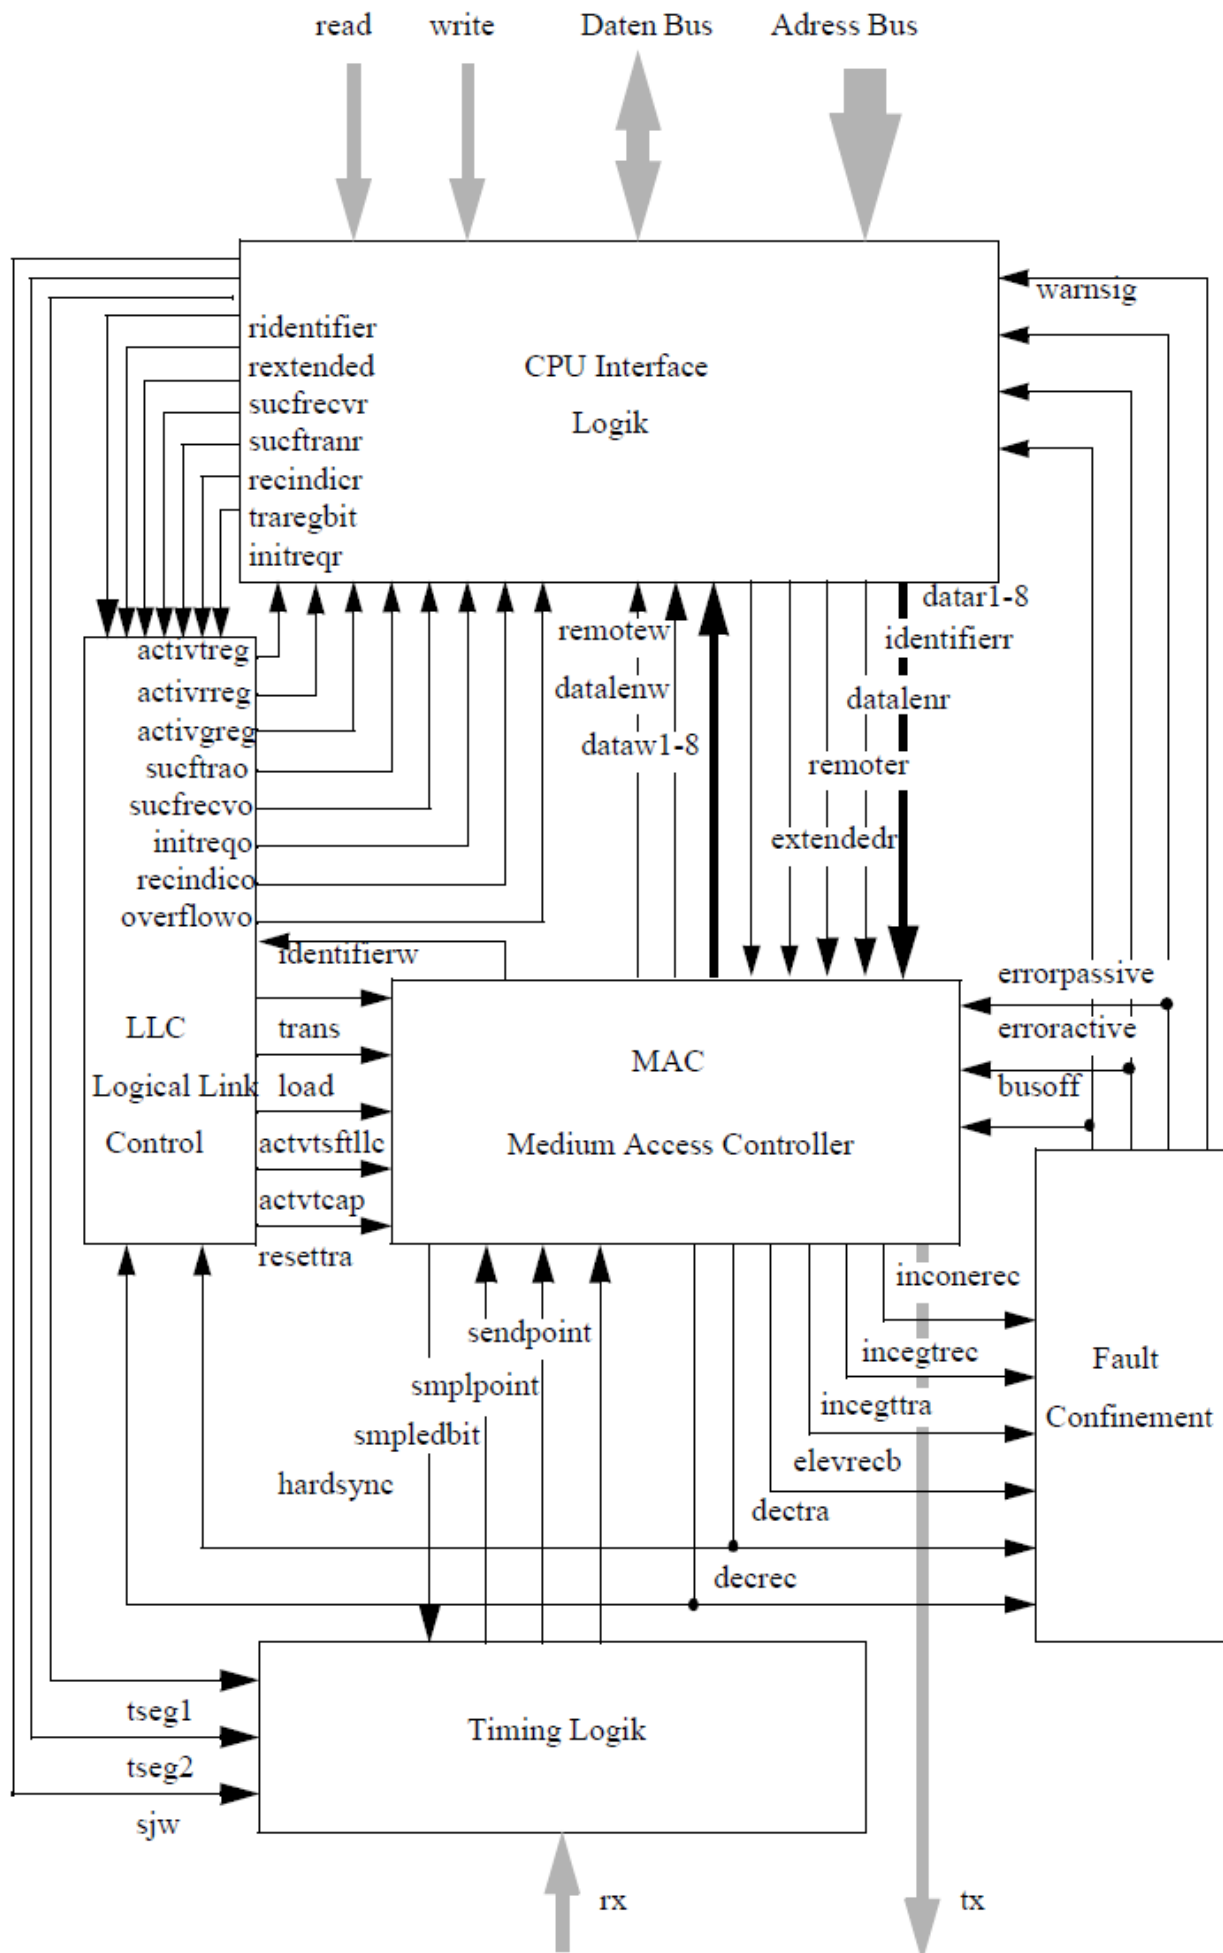 read
write
Daten Bus
Adress Bus
warnsig
ridentifier
rextended
sucfrecvr
sucftranr
recindicr
traregbit
initreqr
CPU Interface
Logik
datar1-8
identifierr
datalenr
remoter
extendedr
remotew
datalenw
dataw1-8
activtreg
activrreg
activgreg
sucftrao
sucfrecvo
initreqo
recindico
overflowo
identifierw
LLC
Logical Link
Control
trans
load
actvtsftllc
actvtcap
resettra
MAC
Medium Access Controller
errorpassive
erroractive
busoff
inconerec
incegtrec
incegttra
elevrecb
dectra
decrec
Fault
Confinement
sendpoint
smplpoint
smpledbit
hardsync
tseg1
tseg2
sjw
Timing Logik
rx
tx